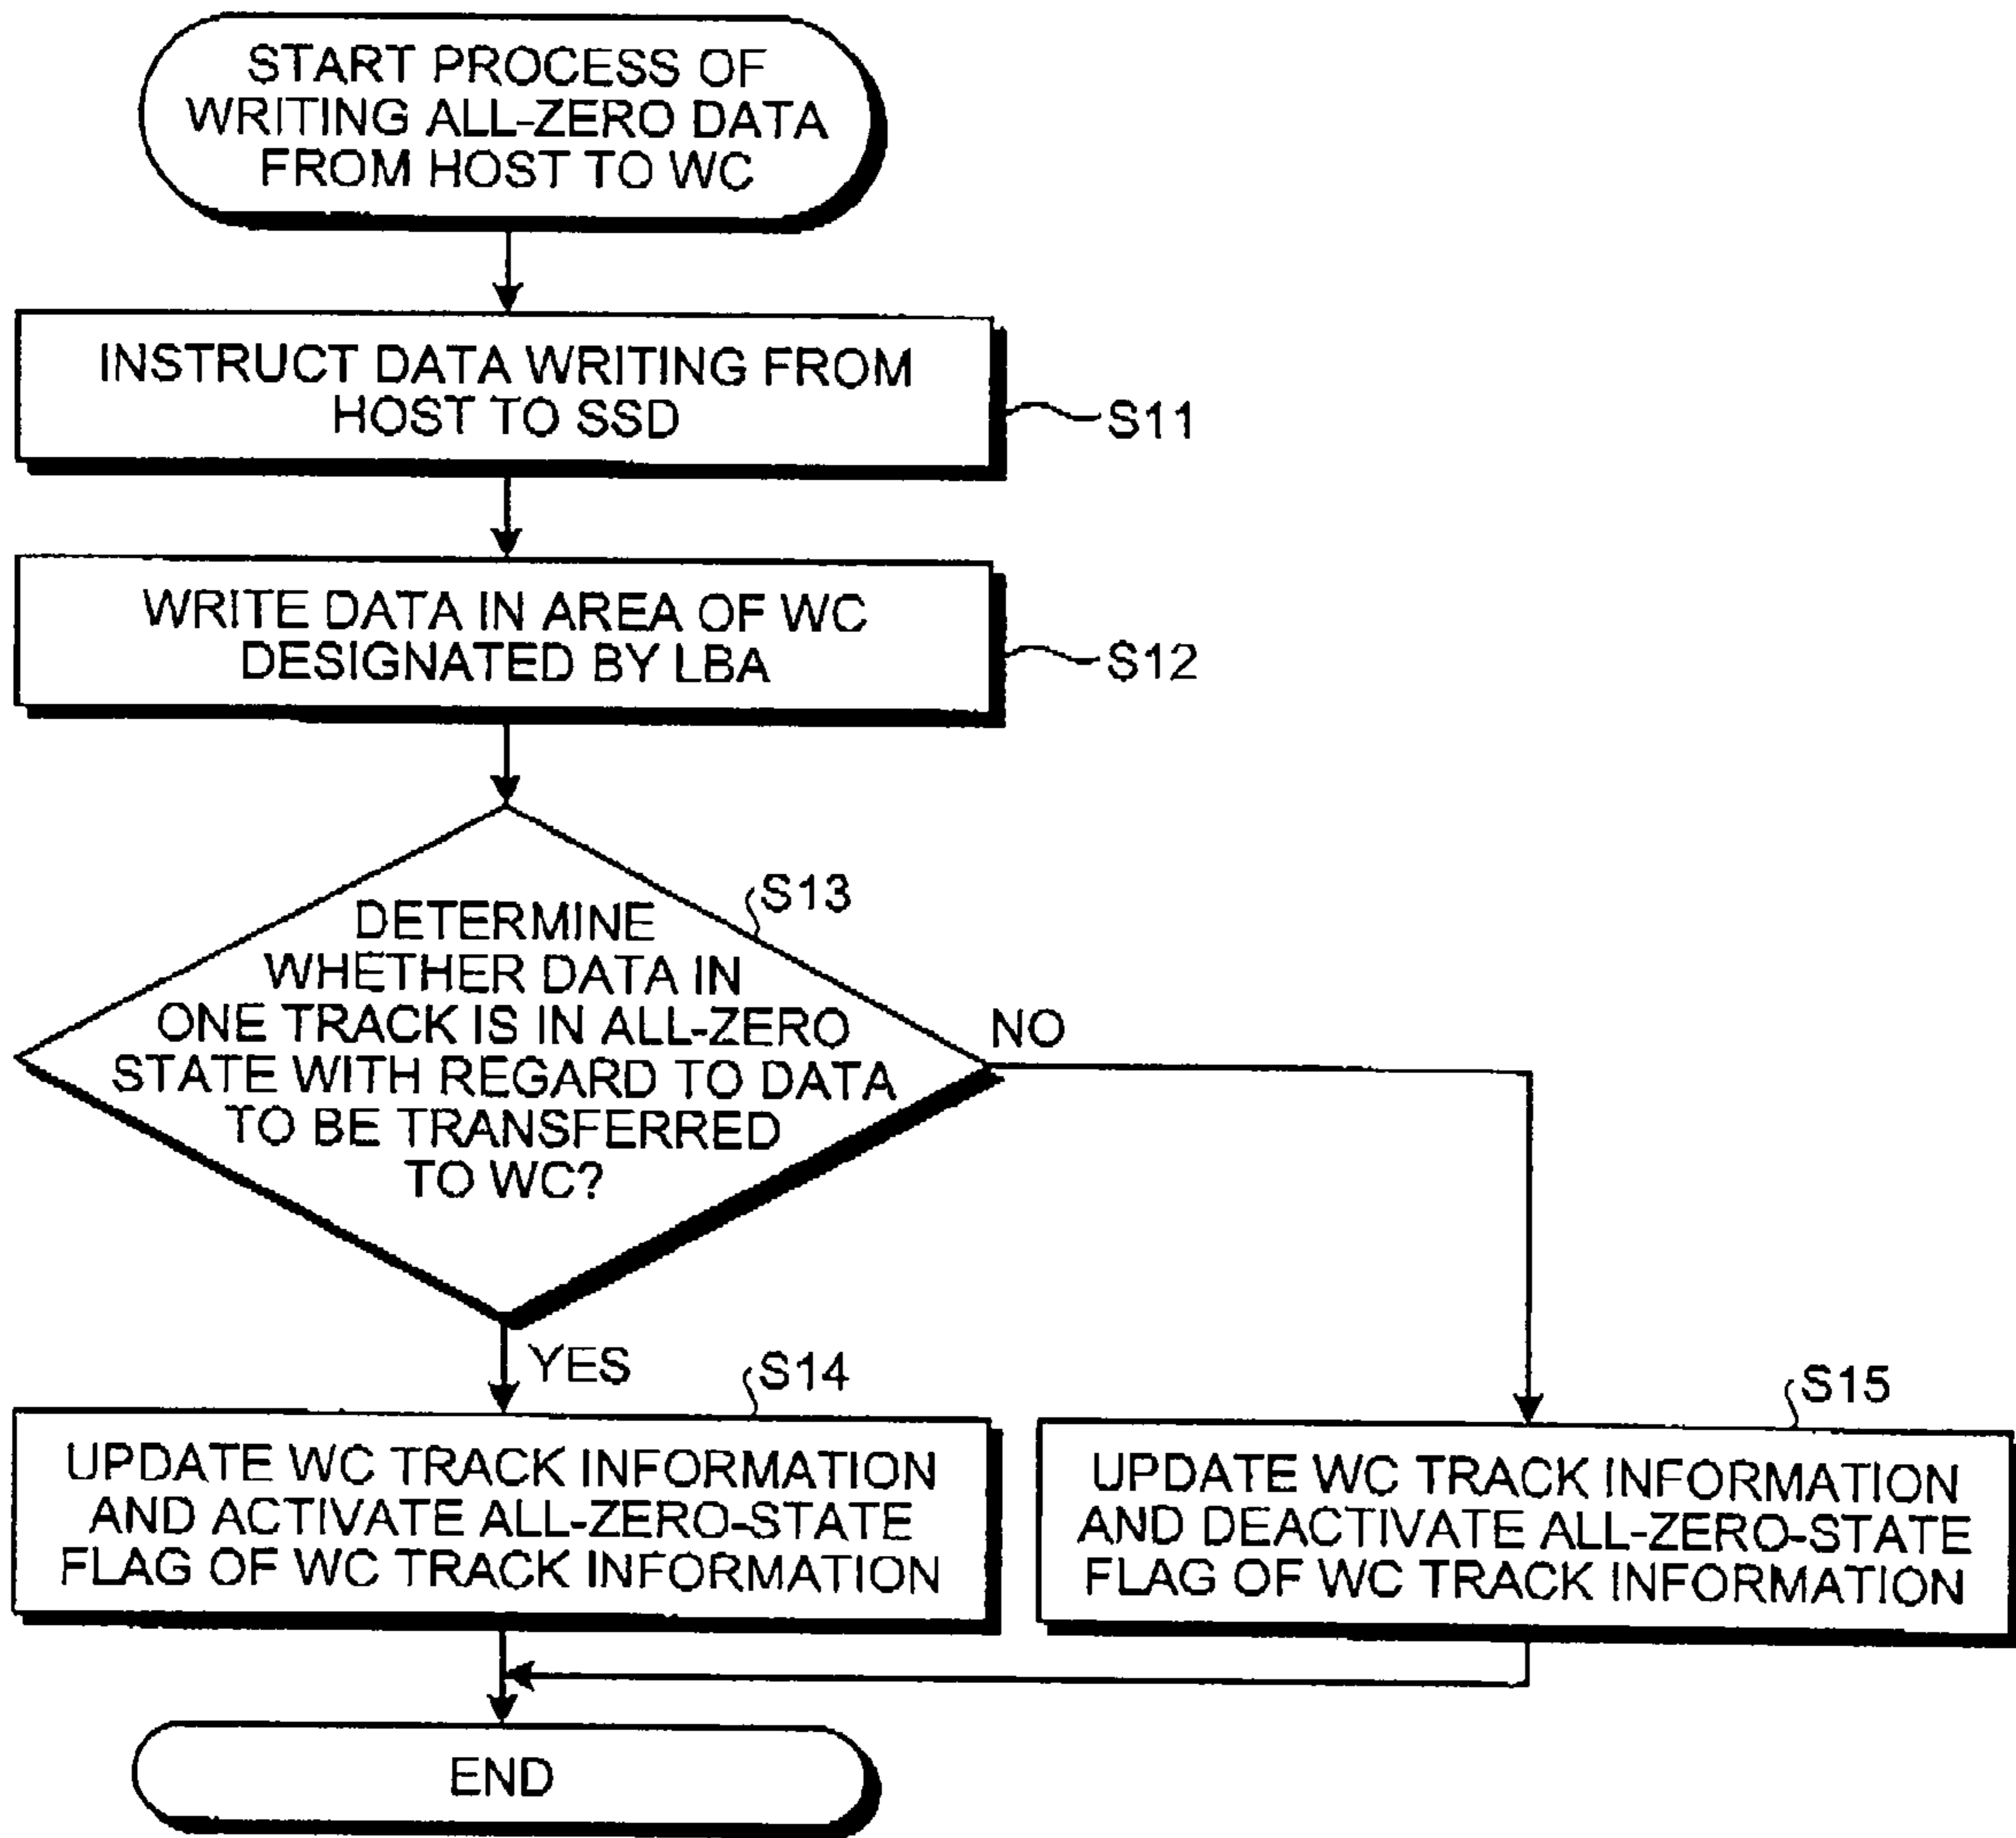 START PROCESS OF
WRITING ALL-ZERO DATA
FROM HOST TO WC
INSTRUCT DATA WRITING FROM
HOST TO SSD
S11
WRITE DATA IN AREA OF WC
DESIGNATED BY LBA
S12
S13
DETERMINE
WHETHER DATA IN
ONE TRACK IS IN ALL-ZERO
STATE WITH REGARD TO DATA
TO BE TRANSFERRED
TO WC?
NO
YES
S14
UPDATE WC TRACK INFORMATION
AND ACTIVATE ALL-ZERO-STATE
FLAG OF WC TRACK INFORMATION
S15
UPDATE WC TRACK INFORMATION
AND DEACTIVATE ALL-ZERO-STATE
FLAG OF WC TRACK INFORMATION
END